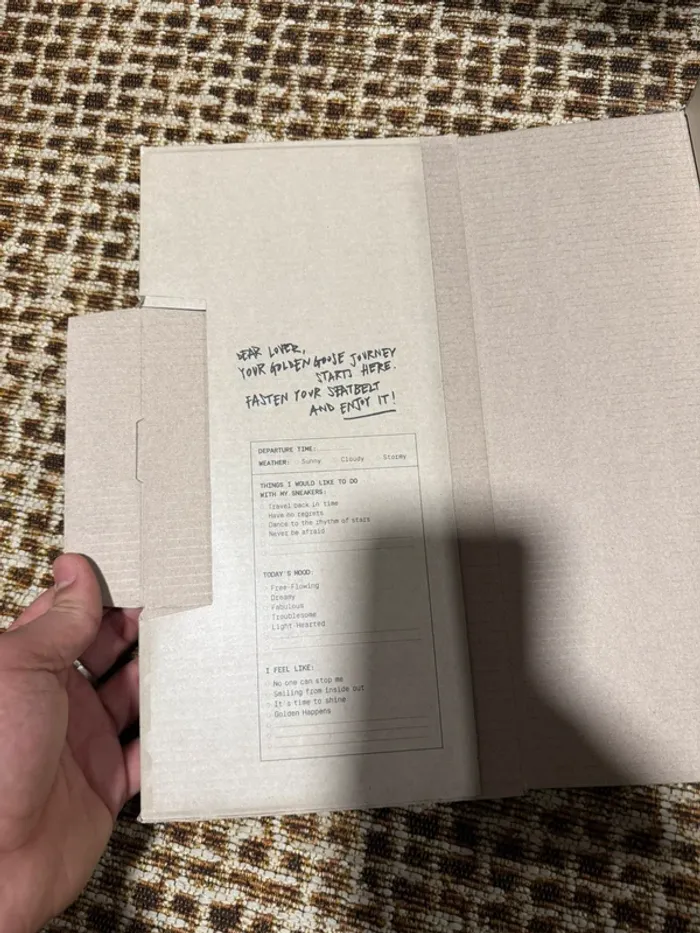 DEAR LOVER,
YOUR GOLDEN GOOSE JOURNEY
STARTS HERE.
FASTEN YOUR SEATBELT
AND ENJOY IT!
DEPARTURE TIME:
WEATHER: Sunny Cloudy Stormy
THINGS I WOULD LIKE TO DO
WITH MY SNEAKERS:
Travel back in time
Have no regrets
Dance to the rhythm of stars
Never be afraid
TODAY'S MOOD:
Free-Flowing
Dreamy
Fabulous
Troublesome
Light Hearted
I FEEL LIKE:
No one can stop me
Smiling from inside out
It's time to shine
Golden Happens